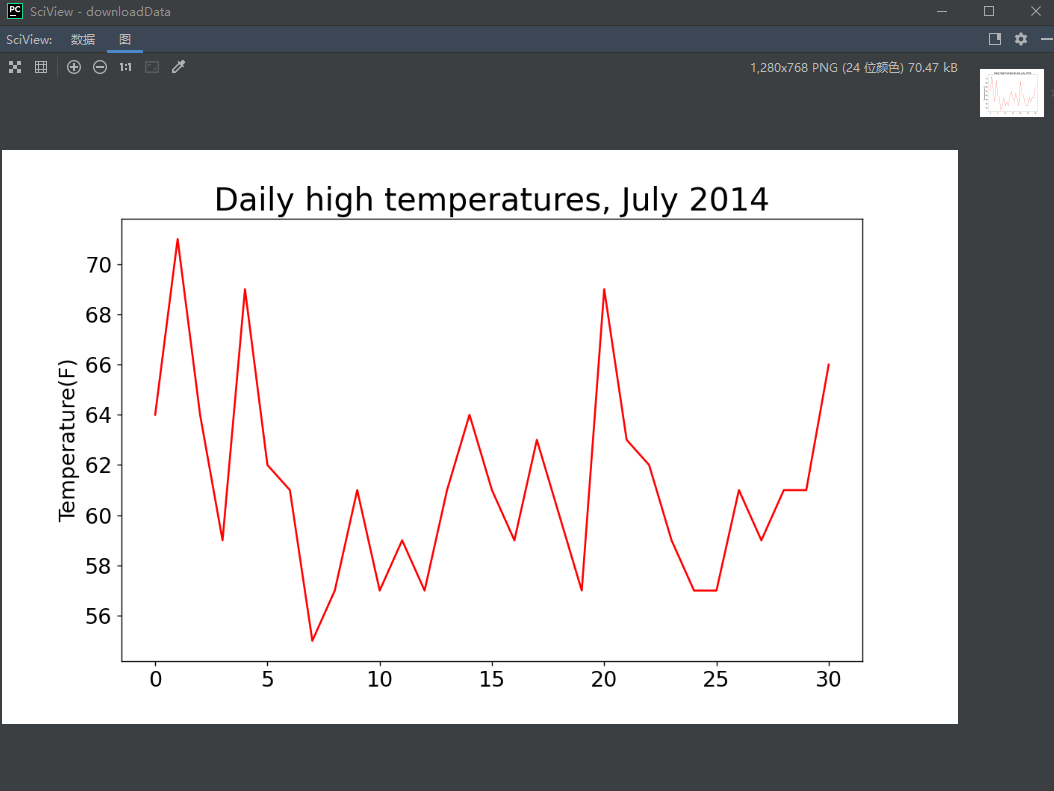 PC SciView - downloadData
SciView: 数据 图
1:1 1,280x768 PNG (24 位颜色) 70.47 kB
Daily high temperatures, July 2014
Temperature(F)
70
68
66
64
62
60
58
56
0 5 10 15 20 25 30